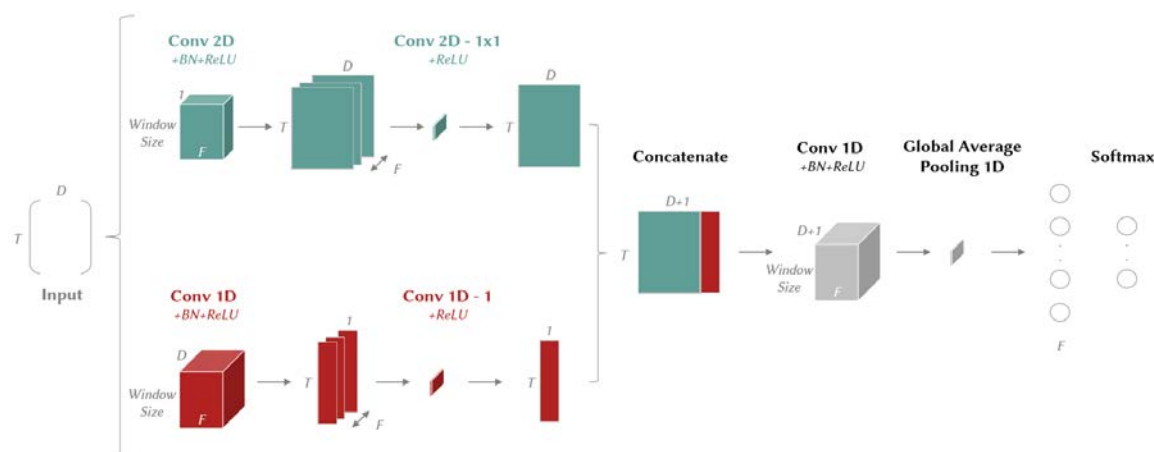 D
T
Input
Conv 2D
+BN+ReLU
1
Window
Size
F
D
T
F
Conv 2D - 1x1
+ReLU
D
T
Conv 1D
+BN+ReLU
D
Window
Size
F
1
T
F
Conv 1D - 1
+ReLU
1
T
Concatenate
D+1
T
Conv 1D
+BN+ReLU
D+1
Window
Size
F
Global Average
Pooling 1D
F
Softmax